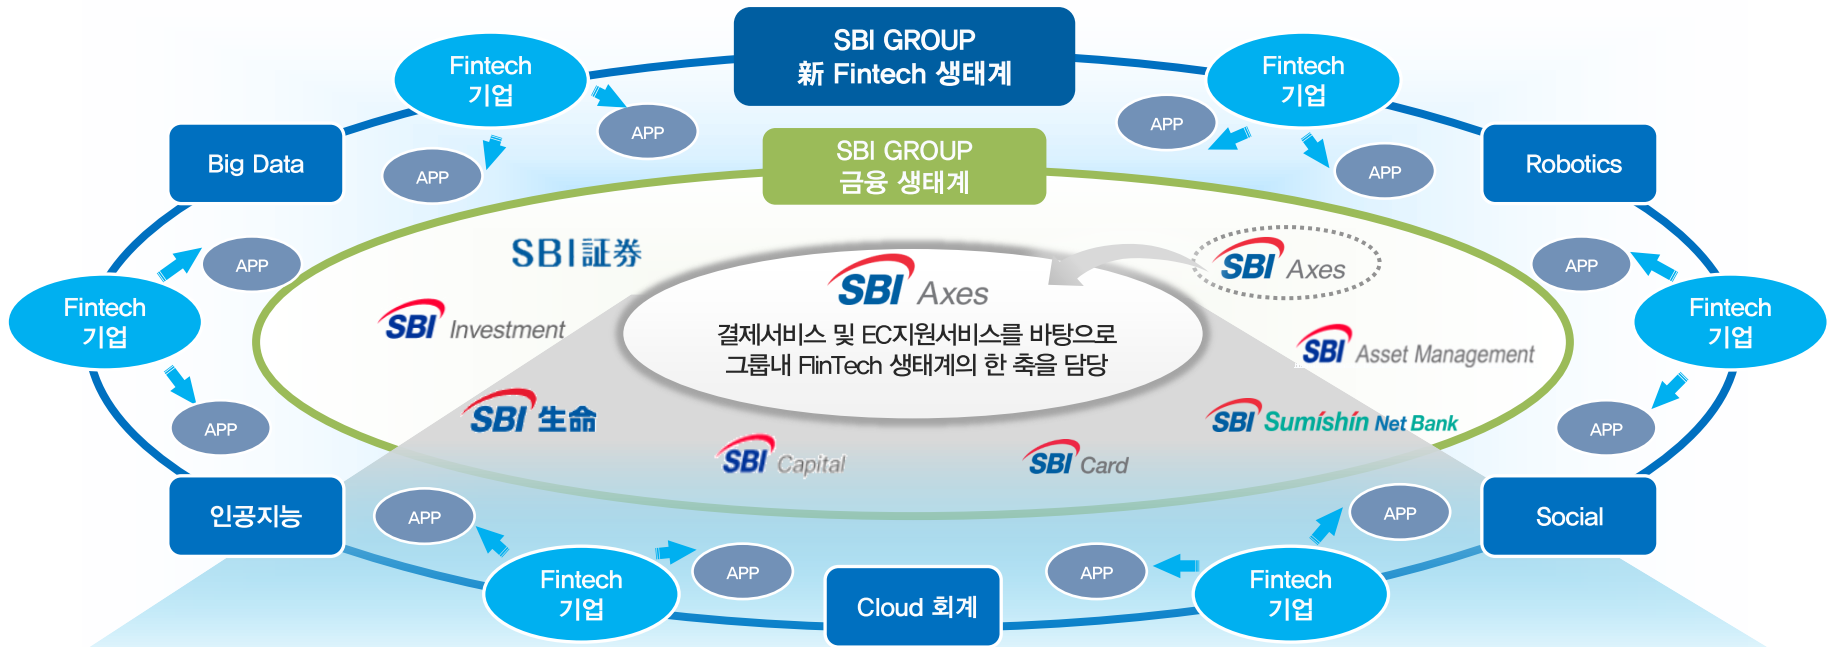 SBI GROUP
新 Fintech 생태계
Fintech
기업
Fintech
기업
APP
APP
APP
APP
Big Data
Robotics
SBI GROUP
금융 생태계
SBI証券
SBI Axes
SBI Investment
SBI Axes
결제서비스 및 EC지원서비스를 바탕으로
그룹내 FlinTech 생태계의 한 축을 담당
SBI Asset Management
APP
APP
Fintech
기업
Fintech
기업
APP
APP
SBI 生命
SBI Sumíshín Net Bank
SBI Capital
SBI Card
인공지능
Social
APP
APP
APP
APP
Fintech
기업
Fintech
기업
Cloud 회계